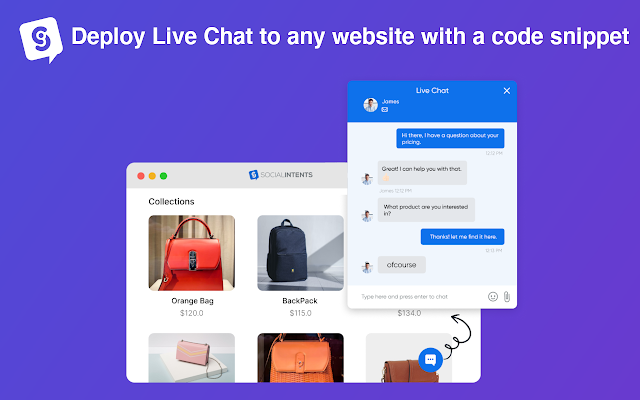 Deploy Live Chat to any website with a code snippet
Live Chat
James
Hi there, I have a question about your
pricing.
12:12 PM
Great! I can help you with that.
James 12:12 PM
What product are you interested
in?
Thanks! let me find it here.
12:13 PM
ofcourse
Type here and press enter to chat
SOCIALINTENTS
Collections
Orange Bag
$120.0
BackPack
$115.0
$134.0